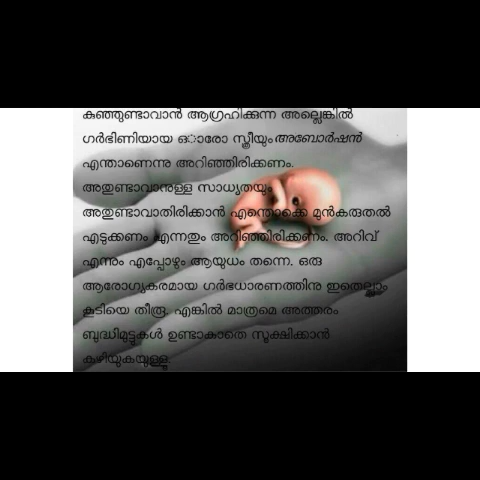 കുഞ്ഞുണ്ടാവാൻ ആഗ്രഹിക്കുന്ന അല്ലെങ്കിൽ
ഗർഭിണിയായ ഒാരോ സ്ത്രീയും അബോർഷൻ
എന്താണെന്നു അറിഞ്ഞിരിക്കണം.
അതുണ്ടാവാനുള്ള സാധ്യതയും
അതുണ്ടാവാതിരിക്കാൻ എന്തൊക്കെ മുൻകരുതൽ
എടുക്കണം എന്നതും അറിഞ്ഞിരിക്കണം. അറിവ്
എന്നും എപ്പോഴും ആയുധം തന്നെ. ഒരു
ആരോഗ്യകരമായ ഗർഭധാരണത്തിനു ഇതെല്ലാം
കൂടിയെ തീരൂ. എങ്കിൽ മാത്രമെ അത്തരം
ബുദ്ധിമുട്ടുകൾ ഉണ്ടാകാതെ സൂക്ഷിക്കാൻ
കഴിയുകയുള്ളൂ.